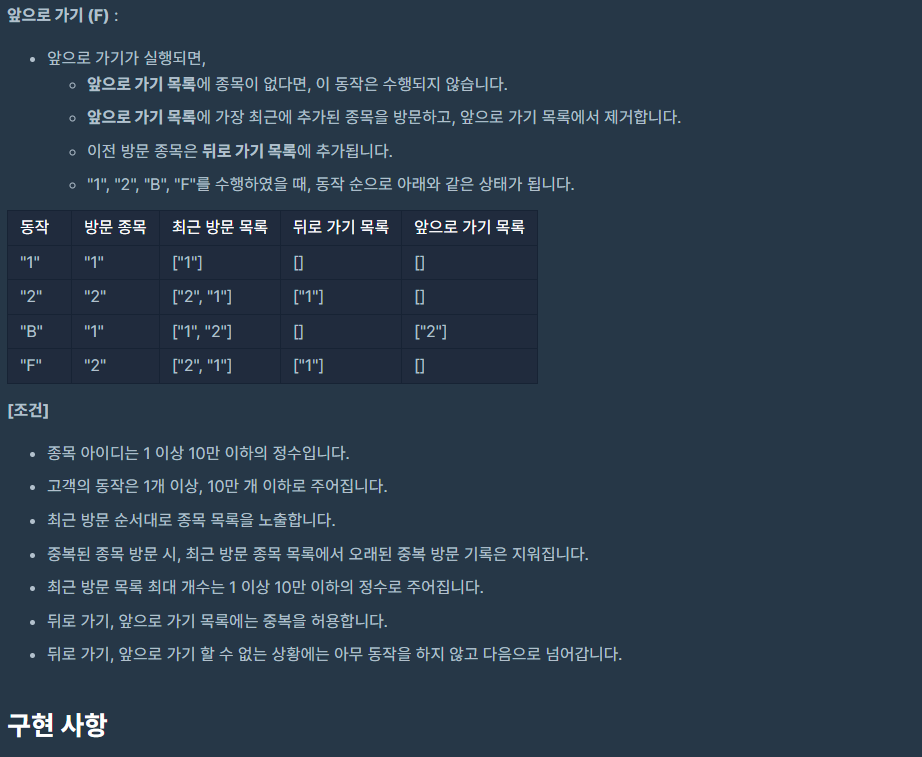 앞으로 가기 (F) :
앞으로 가기가 실행되면,
앞으로 가기 목록에 종목이 없다면, 이 동작은 수행되지 않습니다.
앞으로 가기 목록에 가장 최근에 추가된 종목을 방문하고, 앞으로 가기 목록에서 제거합니다.
이전 방문 종목은 뒤로 가기 목록에 추가됩니다.
"1", "2", "B", "F"를 수행하였을 때, 동작 순으로 아래와 같은 상태가 됩니다.
동작 방문 종목 최근 방문 목록 뒤로 가기 목록 앞으로 가기 목록
"1" "1" ["1"] [] []
"2" "2" ["2", "1"] ["1"] []
"B" "1" ["1", "2"] [] ["2"]
"F" "2" ["2", "1"] ["1"] []
[조건]
종목 아이디는 1 이상 10만 이하의 정수입니다.
고객의 동작은 1개 이상, 10만 개 이하로 주어집니다.
최근 방문 순서대로 종목 목록을 노출합니다.
중복된 종목 방문 시, 최근 방문 종목 목록에서 오래된 중복 방문 기록은 지워집니다.
최근 방문 목록 최대 개수는 1 이상 10만 이하의 정수로 주어집니다.
뒤로 가기, 앞으로 가기 목록에는 중복을 허용합니다.
뒤로 가기, 앞으로 가기 할 수 없는 상황에는 아무 동작을 하지 않고 다음으로 넘어갑니다.
구현 사항